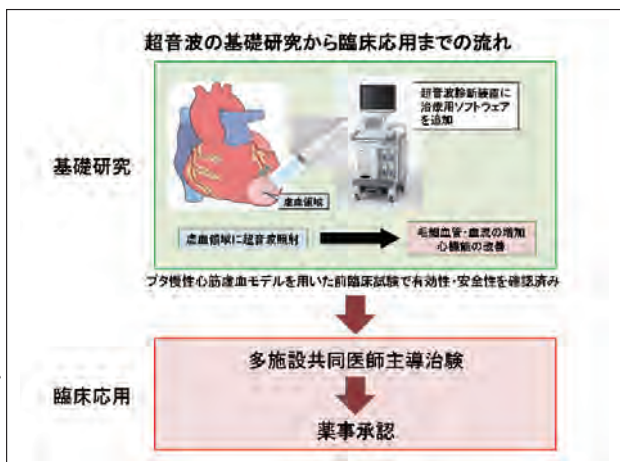 超音波の基礎研究から臨床応用までの流れ
超音波診断装置に
治療用ソフトウェア
を追加
基礎研究
虚血領域
虚血領域に超音波照射
毛細血管・血流の増加
心機能の改善
ブタ慢性心筋虚血モデルを用いた前臨床試験で有効性・安全性を確認済み
多施設共同医師主導治験
臨床応用
薬事承認